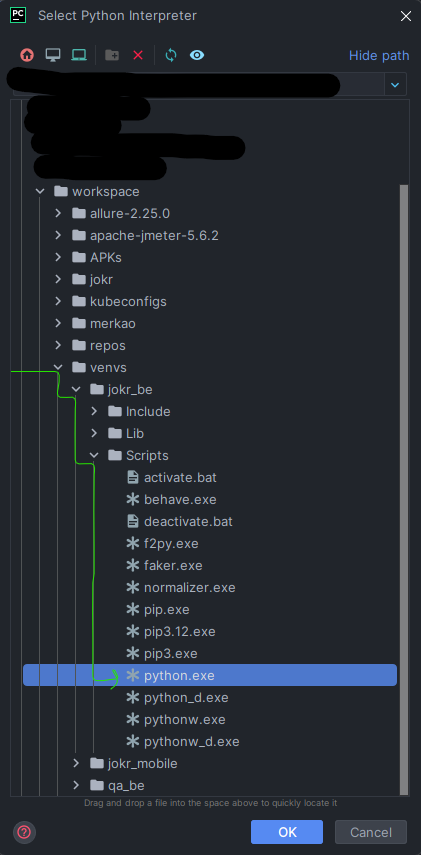 PC
Select Python Interpreter
Hide path
workspace
allure-2.25.0
apache-jmeter-5.6.2
APKs
jokr
kubeconfigs
merkao
repos
venvs
jokr_be
Include
Lib
Scripts
activate.bat
behave.exe
deactivate.bat
f2py.exe
faker.exe
normalizer.exe
pip.exe
pip3.12.exe
pip3.exe
python.exe
python_d.exe
pythonw.exe
pythonw_d.exe
jokr_mobile
qa_be
Drag and drop a file into the space above to quickly locate it
?
OK
Cancel